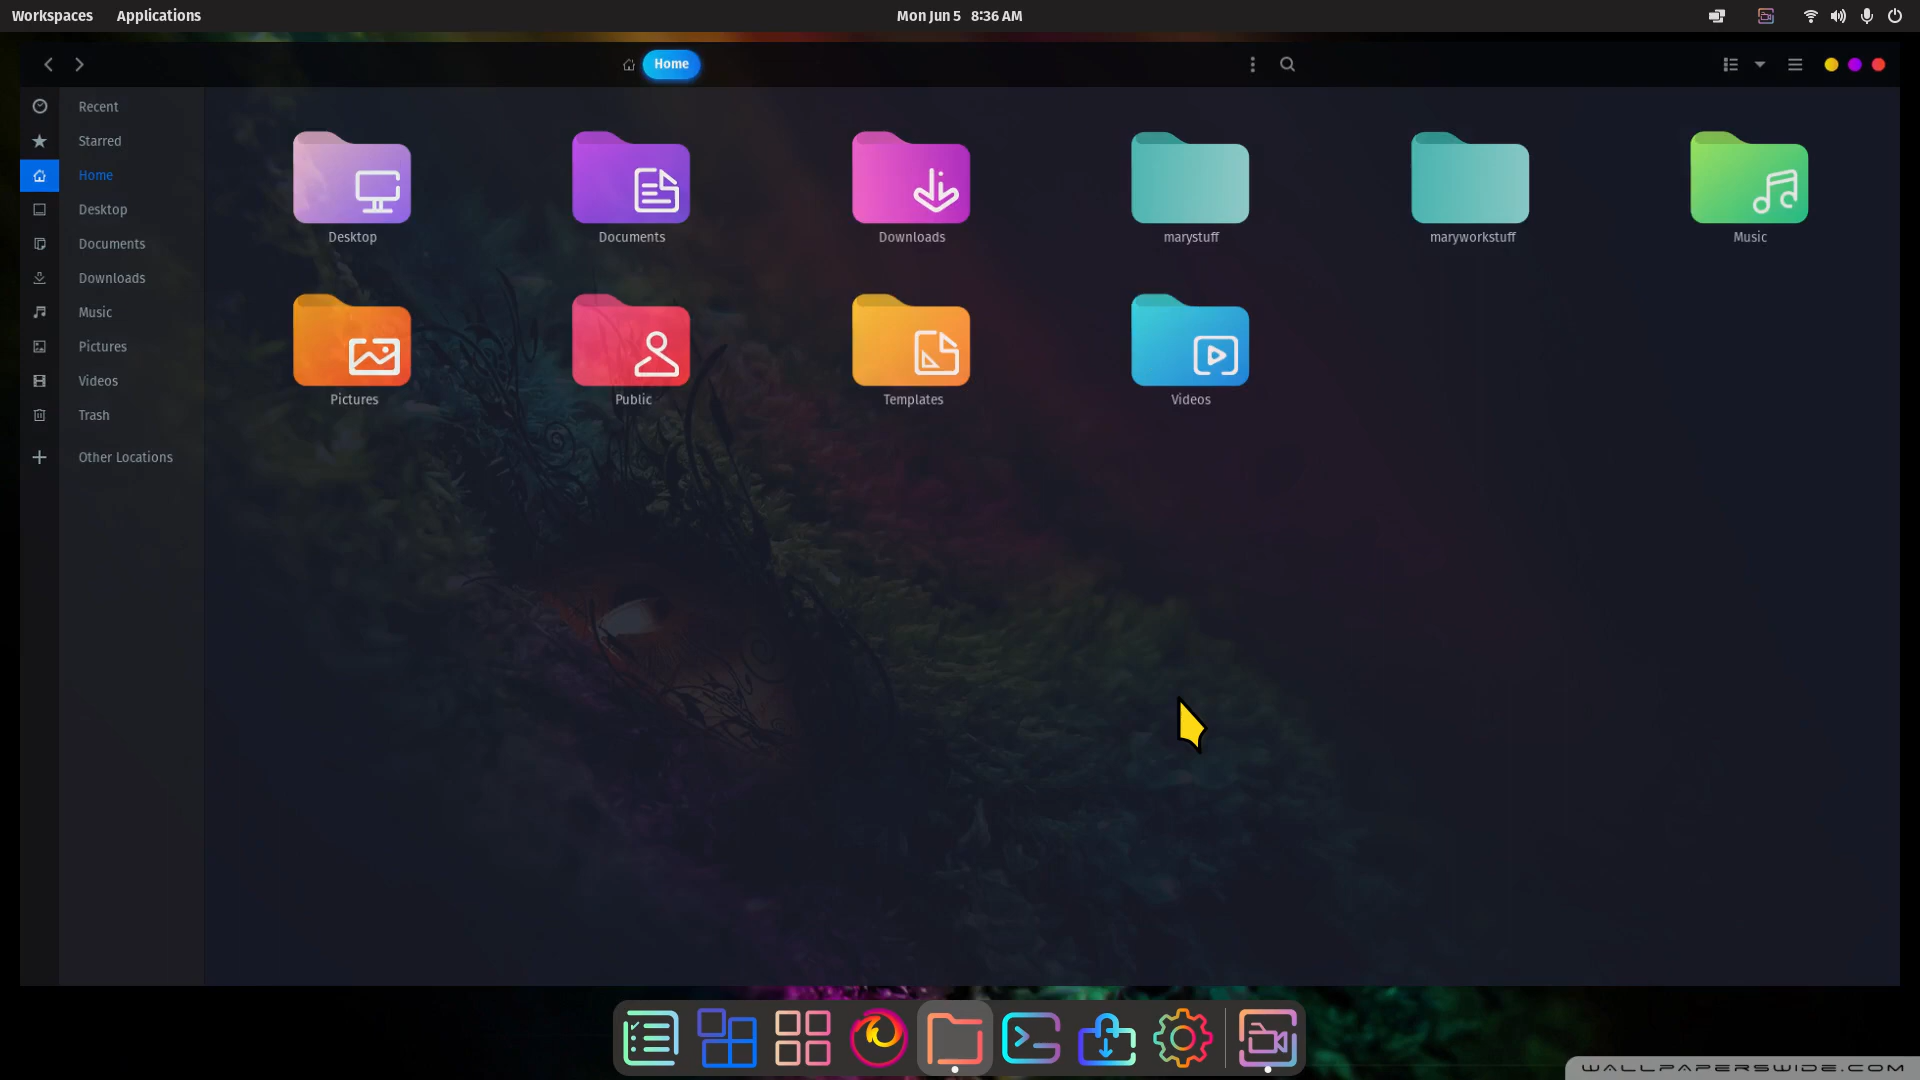 Workspaces Applications Mon Jun 5 8:36 AM
Home
Recent
Starred
Home
Desktop
Documents
Downloads
Music
Pictures
Videos
Trash
Other Locations
Desktop Documents Downloads marystuff maryworkstuff Music
Pictures Public Templates Videos
WALLPAPERSWIDE.COM